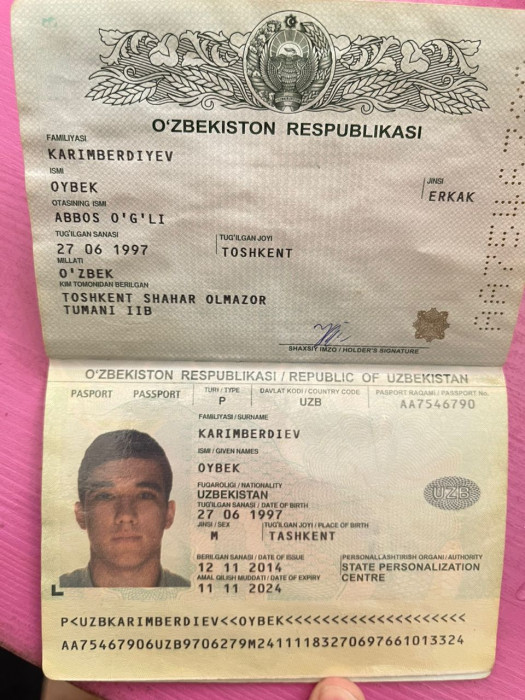 O'ZBEKISTON RESPUBLIKASI
FAMILIYASI
KARIMBERDIYEV
ISMI
OYBEK
JINSI
ERKAK
OTASINING ISMI
ABBOS O'G'LI
TUG'ILGAN SANASI
27 06 1997
TUG'ILGAN JOYI
TOSHKENT
MILLATI
O'ZBEK
KIM TOMONIDAN BERILGAN
TOSHKENT SHAHAR OLMAZOR
TUMANI IIB
SHAXSIY IMZO / HOLDER'S SIGNATURE
O'ZBEKISTON RESPUBLIKASI / REPUBLIC OF UZBEKISTAN
PASPORT PASSPORT
TURI / TYPE
P
DAVLAT KODI / COUNTRY CODE
UZB
PASPORT RAQAMI / PASSPORT No.
AA7546790
FAMILIYASI / SURNAME
KARIMBERDIEV
ISMI / GIVEN NAMES
OYBEK
FUQAROLIGI / NATIONALITY
UZBEKISTAN
UZB
TUG'ILGAN SANASI / DATE OF BIRTH
27 06 1997
JINSI / SEX
M
TUG'ILGAN JOYI / PLACE OF BIRTH
TASHKENT
BERILGAN SANASI / DATE OF ISSUE
12 11 2014
PERSONALLASHTIRISH ORGANI / AUTHORITY
STATE PERSONALIZATION
CENTRE
AMAL QILISH MUDDATI / DATE OF EXPIRY
11 11 2024
P<UZBKARIMBERDIEV<<OYBEK<<<<<<<<<<<<<<<<<<<<
AA75467906UZB9706279M24111183270697661013324